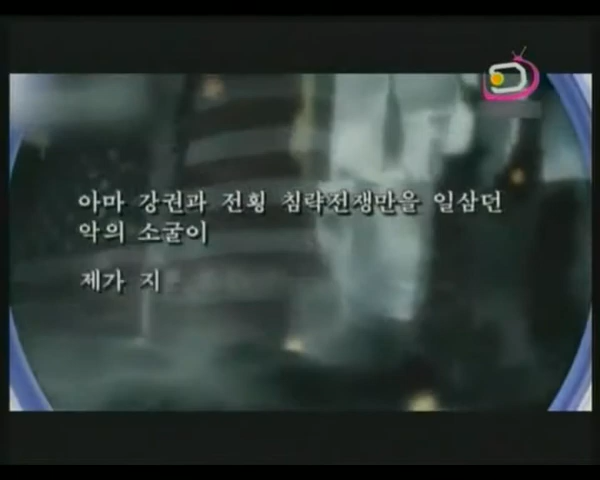 아마 강권과 전횡 침략전쟁만을 일삼던
악의 소굴이
제가 지